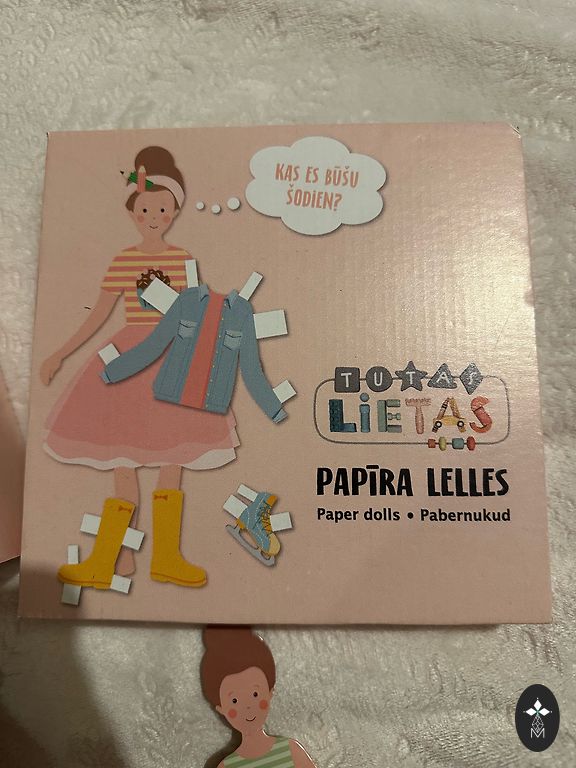 KAS ES BŪŠU
ŠODIEN?
TUTAS
LIETAS
PAPĪRA LELLES
Paper dolls • Pabernukud
M